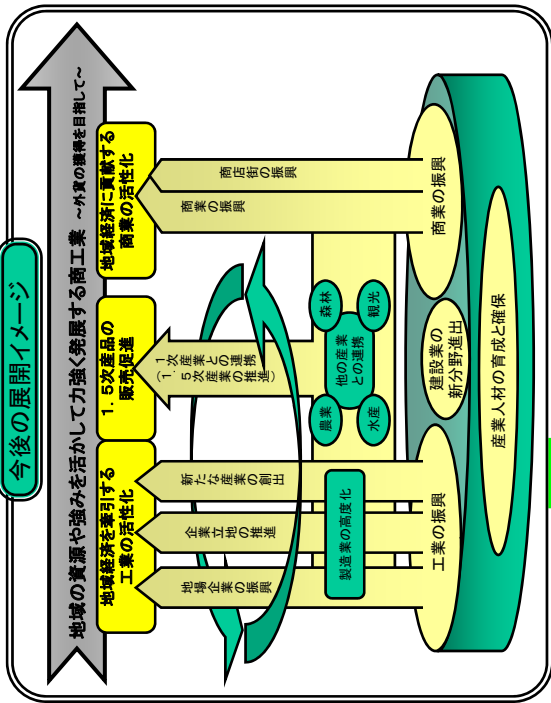 今後の展開イメージ
地域の資源や強みを活かして力強く発展する商工業 ～外貨の獲得を目指して～
地域経済を牽引する
工業の活性化
1.5次産品の
販売促進
地域経済に貢献する
商業の活性化
地場企業の振興
企業立地の推進
新たな産業の創出
1次産業との連携
（1.5次産業の推進）
商業の振興
商店街の振興
製造業の高度化
農業
森林
他の産業
との連携
水産
観光
工業の振興
建設業の
新分野進出
商業の振興
産業人材の育成と確保